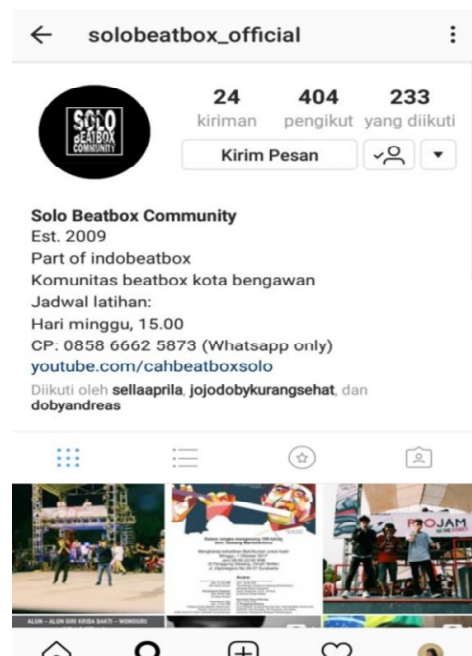 solobeatbox_official
SOLO
BEATBOX
COMMUNITY
24 404 233
kiriman pengikut yang diikuti
Kirim Pesan
Solo Beatbox Community
Est. 2009
Part of indobeatbox
Komunitas beatbox kota bengawan
Jadwal latihan:
Hari minggu, 15.00
CP: 0858 6662 5873 (Whatsapp only)
youtube.com/cahbeatboxsolo
Diikuti oleh sellaaprila, jojodobykurangsehat, dan
dobyandreas
ALUN - ALUN GIRI KRIDA BAKTI - WONOGIRI